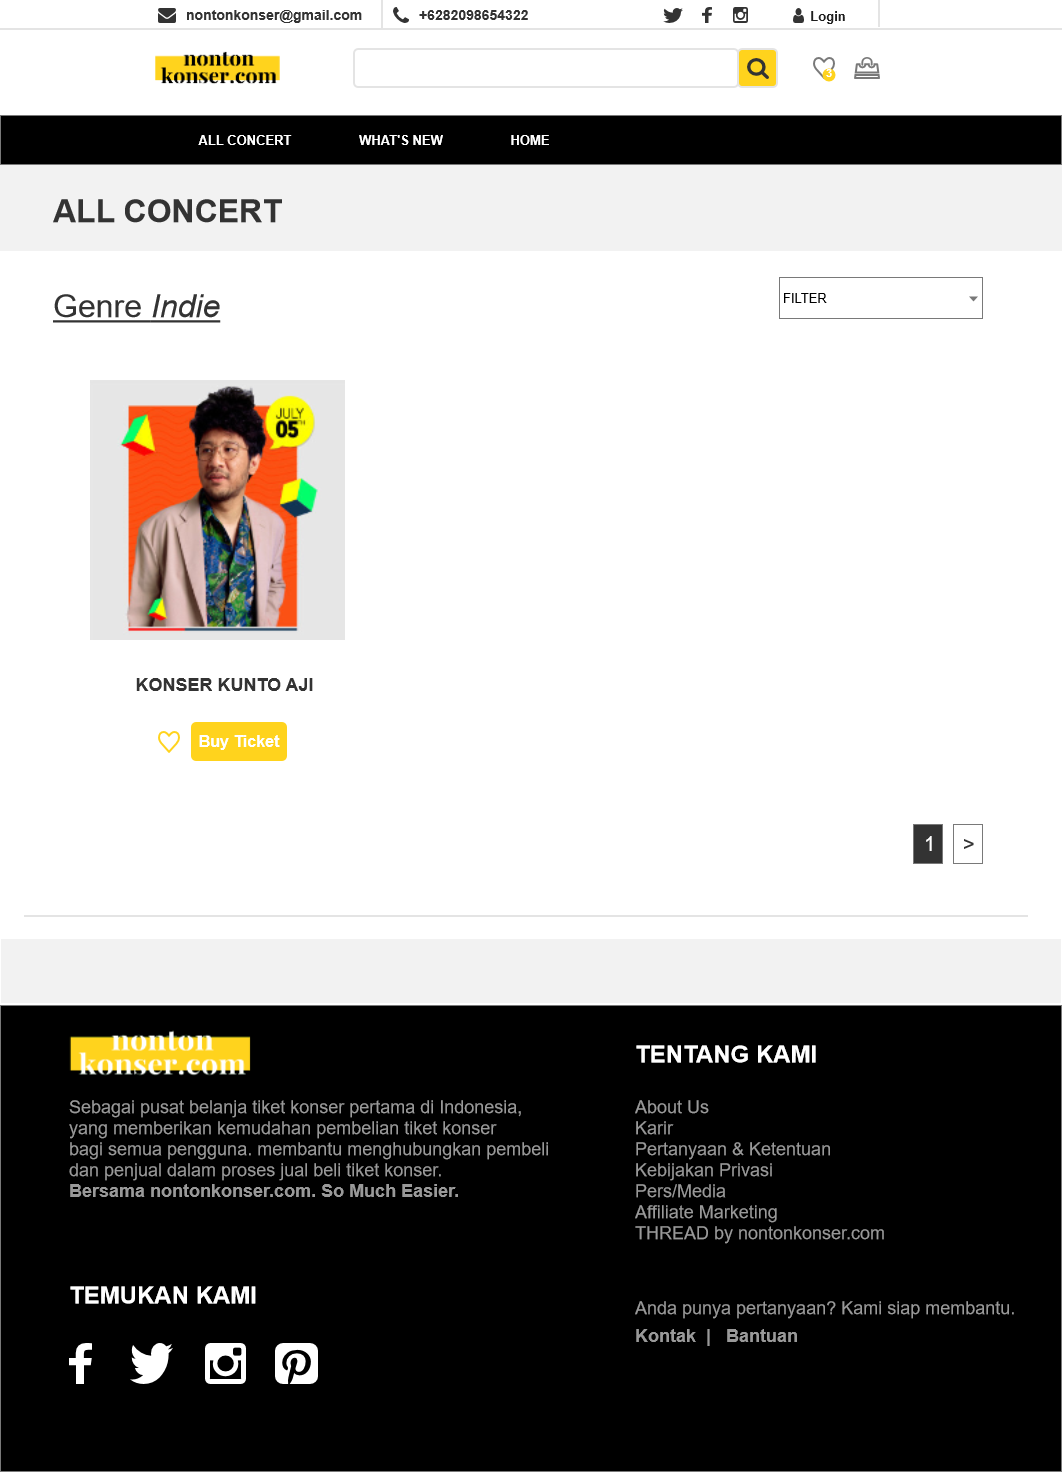 nontonkonser@gmail.com
+6282098654322
Login
nonton
konser.com
3
ALL CONCERT
WHAT'S NEW
HOME
ALL CONCERT
Genre Indie
FILTER
JULY
05TH
KONSER KUNTO AJI
Buy Ticket
1
>
nonton
konser.com
Sebagai pusat belanja tiket konser pertama di Indonesia,
yang memberikan kemudahan pembelian tiket konser
bagi semua pengguna. membantu menghubungkan pembeli
dan penjual dalam proses jual beli tiket konser.
Bersama nontonkonser.com. So Much Easier.
TEMUKAN KAMI
TENTANG KAMI
About Us
Karir
Pertanyaan & Ketentuan
Kebijakan Privasi
Pers/Media
Affiliate Marketing
THREAD by nontonkonser.com
Anda punya pertanyaan? Kami siap membantu.
Kontak | Bantuan